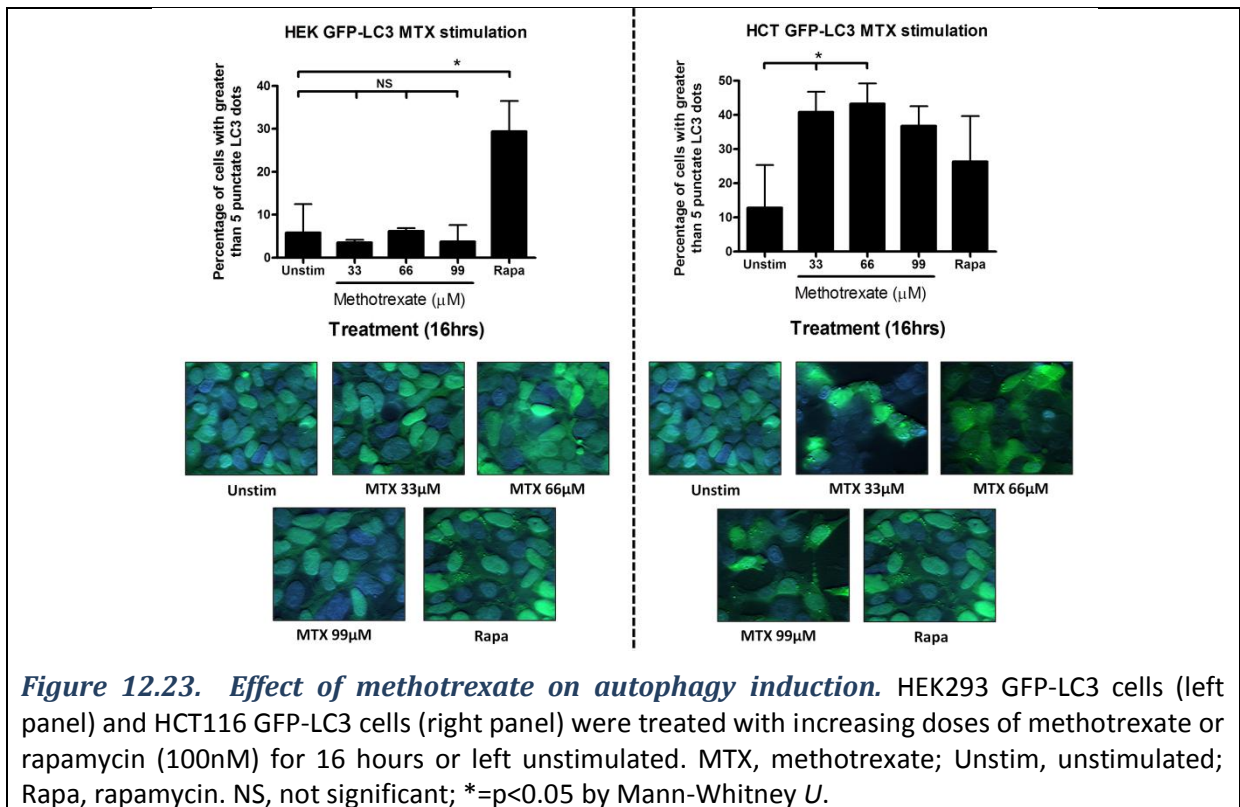 HEK GFP-LC3 MTX stimulation
*
NS
Percentage of cells with greater
than 5 punctate LC3 dots
40
30
20
10
0
Unstim 33 66 99 Rapa
Methotrexate (μM)
Treatment (16hrs)
Unstim MTX 33μM MTX 66μM
MTX 99μM Rapa
HCT GFP-LC3 MTX stimulation
*
Percentage of cells with greater
than 5 punctate LC3 dots
50
40
30
20
10
0
Unstim 33 66 99 Rapa
Methotrexate (μM)
Treatment (16hrs)
Unstim MTX 33μM MTX 66μM
MTX 99μM Rapa
Figure 12.23. Effect of methotrexate on autophagy induction. HEK293 GFP-LC3 cells (left
panel) and HCT116 GFP-LC3 cells (right panel) were treated with increasing doses of methotrexate or
rapamycin (100nM) for 16 hours or left unstimulated. MTX, methotrexate; Unstim, unstimulated;
Rapa, rapamycin. NS, not significant; *=p<0.05 by Mann-Whitney U.